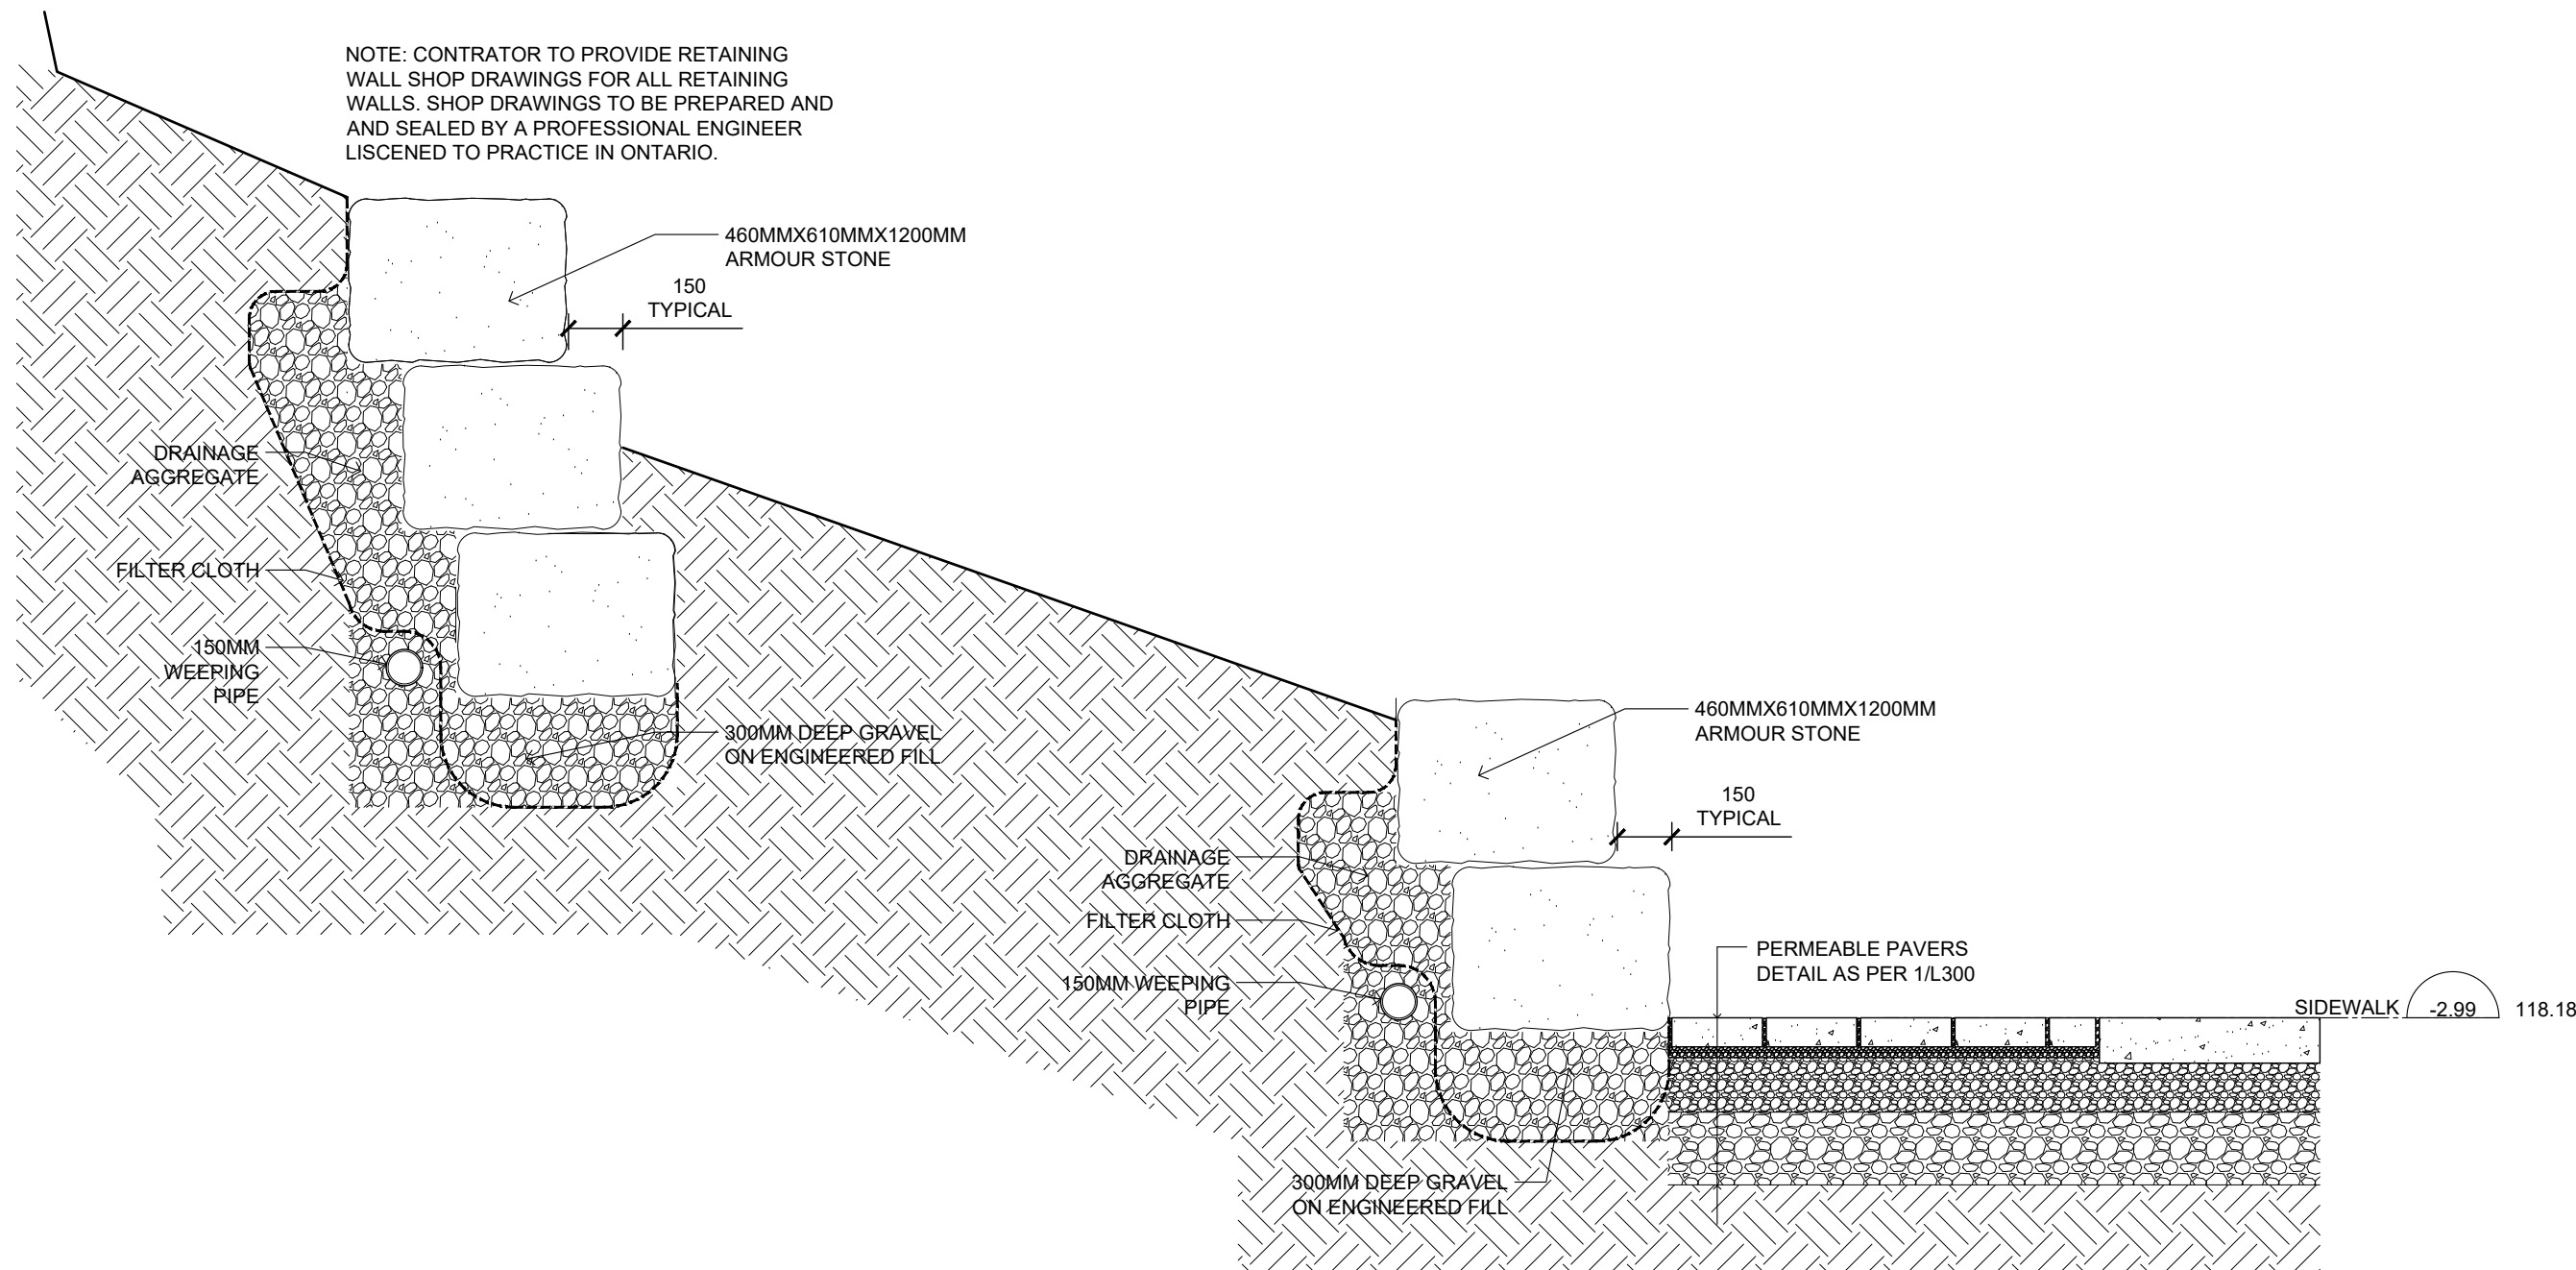 NOTE: CONTRATOR TO PROVIDE RETAINING
WALL SHOP DRAWINGS FOR ALL RETAINING
WALLS. SHOP DRAWINGS TO BE PREPARED AND
AND SEALED BY A PROFESSIONAL ENGINEER
LISCENED TO PRACTICE IN ONTARIO.
460MMX610MMX1200MM
ARMOUR STONE
150
TYPICAL
DRAINAGE
AGGREGATE
FILTER CLOTH
150MM
WEEPING
PIPE
300MM DEEP GRAVEL
ON ENGINEERED FILL
460MMX610MMX1200MM
ARMOUR STONE
150
TYPICAL
DRAINAGE
AGGREGATE
FILTER CLOTH
150MM WEEPING
PIPE
300MM DEEP GRAVEL
ON ENGINEERED FILL
PERMEABLE PAVERS
DETAIL AS PER 1/L300
SIDEWALK -2.99 118.18